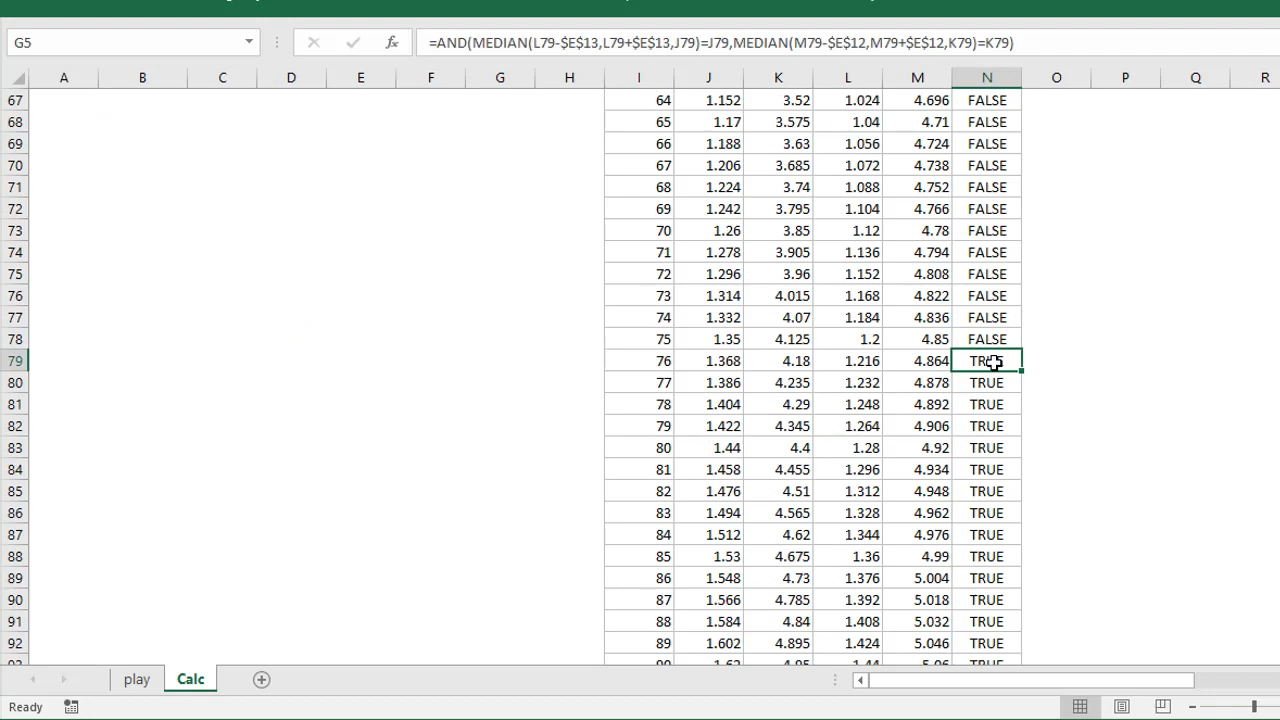 G5 =AND(MEDIAN(L79-$E$13,L79+$E$13,J79)=J79,MEDIAN(M79-$E$12,M79+$E$12,K79)=K79)
A B C D E F G H I J K L M N O P Q R
67 64 1.152 3.52 1.024 4.696 FALSE
68 65 1.17 3.575 1.04 4.71 FALSE
69 66 1.188 3.63 1.056 4.724 FALSE
70 67 1.206 3.685 1.072 4.738 FALSE
71 68 1.224 3.74 1.088 4.752 FALSE
72 69 1.242 3.795 1.104 4.766 FALSE
73 70 1.26 3.85 1.12 4.78 FALSE
74 71 1.278 3.905 1.136 4.794 FALSE
75 72 1.296 3.96 1.152 4.808 FALSE
76 73 1.314 4.015 1.168 4.822 FALSE
77 74 1.332 4.07 1.184 4.836 FALSE
78 75 1.35 4.125 1.2 4.85 FALSE
79 76 1.368 4.18 1.216 4.864 TRUE
80 77 1.386 4.235 1.232 4.878 TRUE
81 78 1.404 4.29 1.248 4.892 TRUE
82 79 1.422 4.345 1.264 4.906 TRUE
83 80 1.44 4.4 1.28 4.92 TRUE
84 81 1.458 4.455 1.296 4.934 TRUE
85 82 1.476 4.51 1.312 4.948 TRUE
86 83 1.494 4.565 1.328 4.962 TRUE
87 84 1.512 4.62 1.344 4.976 TRUE
88 85 1.53 4.675 1.36 4.99 TRUE
89 86 1.548 4.73 1.376 5.004 TRUE
90 87 1.566 4.785 1.392 5.018 TRUE
91 88 1.584 4.84 1.408 5.032 TRUE
92 89 1.602 4.895 1.424 5.046 TRUE
93 90 1.62 4.95 1.44 5.06 TRUE
play Calc
Ready